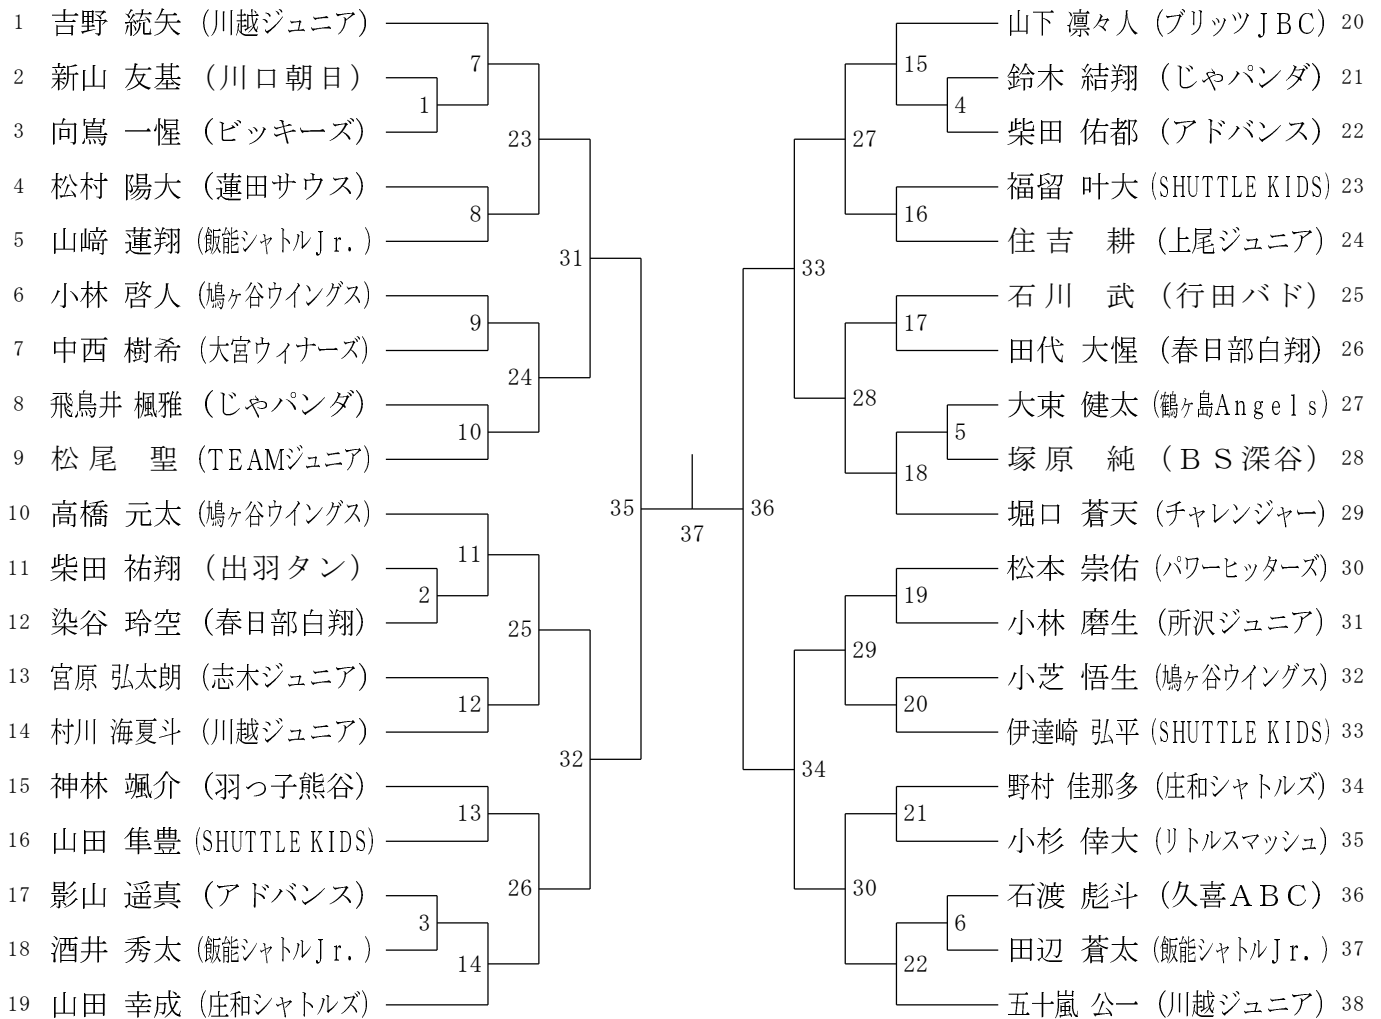 1 吉野 統矢 (川越ジュニア)
2 新山 友基 (川口朝日)
3 向嶌 一惺 (ビッキーズ)
4 松村 陽大 (蓮田サウス)
5 山﨑 蓮翔 (飯能シャトルJr.)
6 小林 啓人 (鳩ヶ谷ウイングス)
7 中西 樹希 (大宮ウィナーズ)
8 飛鳥井 楓雅 (じゃパンダ)
9 松尾 聖 (TEAMジュニア)
10 高橋 元太 (鳩ヶ谷ウイングス)
11 柴田 祐翔 (出羽タン)
12 染谷 玲空 (春日部白翔)
13 宮原 弘太朗 (志木ジュニア)
14 村川 海夏斗 (川越ジュニア)
15 神林 颯介 (羽っ子熊谷)
16 山田 隼豊 (SHUTTLE KIDS)
17 影山 遥真 (アドバンス)
18 酒井 秀太 (飯能シャトルJr.)
19 山田 幸成 (庄和シャトルズ)
1
2
3
7
8
9
10
11
12
13
14
23
24
25
26
31
32
35
37
36
33
34
27
28
29
30
15
16
17
18
19
20
21
22
4
5
6
山下 凛々人 (ブリッツJBC) 20
鈴木 結翔 (じゃパンダ) 21
柴田 佑都 (アドバンス) 22
福留 叶大 (SHUTTLE KIDS) 23
住吉 耕 (上尾ジュニア) 24
石川 武 (行田バド) 25
田代 大惺 (春日部白翔) 26
大束 健太 (鶴ヶ島Angels) 27
塚原 純 (BS深谷) 28
堀口 蒼天 (チャレンジャー) 29
松本 崇佑 (パワーヒッターズ) 30
小林 磨生 (所沢ジュニア) 31
小芝 悟生 (鳩ヶ谷ウイングス) 32
伊達崎 弘平 (SHUTTLE KIDS) 33
野村 佳那多 (庄和シャトルズ) 34
小杉 倖大 (リトルスマッシュ) 35
石渡 彪斗 (久喜ABC) 36
田辺 蒼太 (飯能シャトルJr.) 37
五十嵐 公一 (川越ジュニア) 38